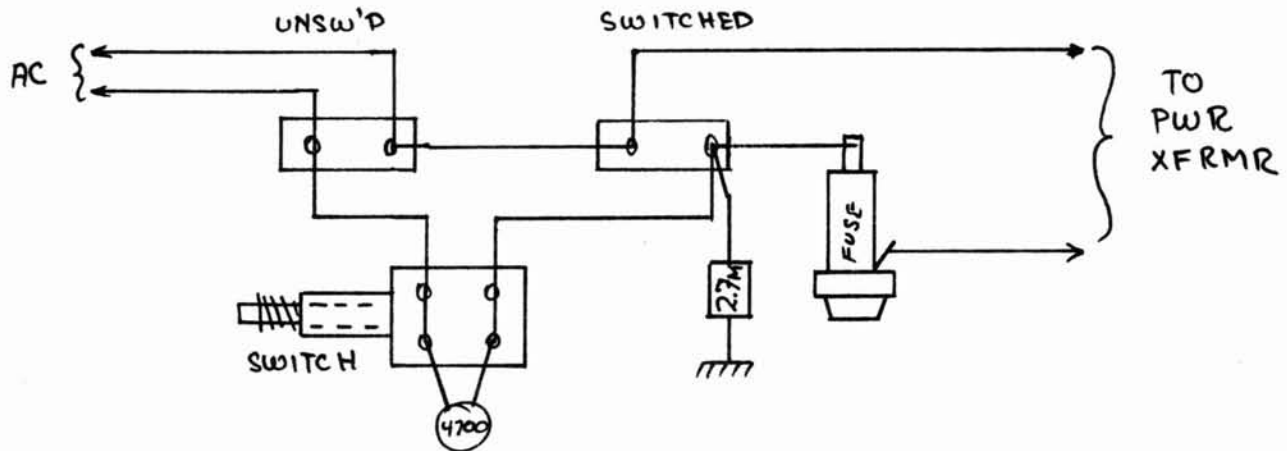 UNSW'D
SWITCHED
AC
TO
PWR
XFRMR
FUSE
2.7M
SWITCH
4700